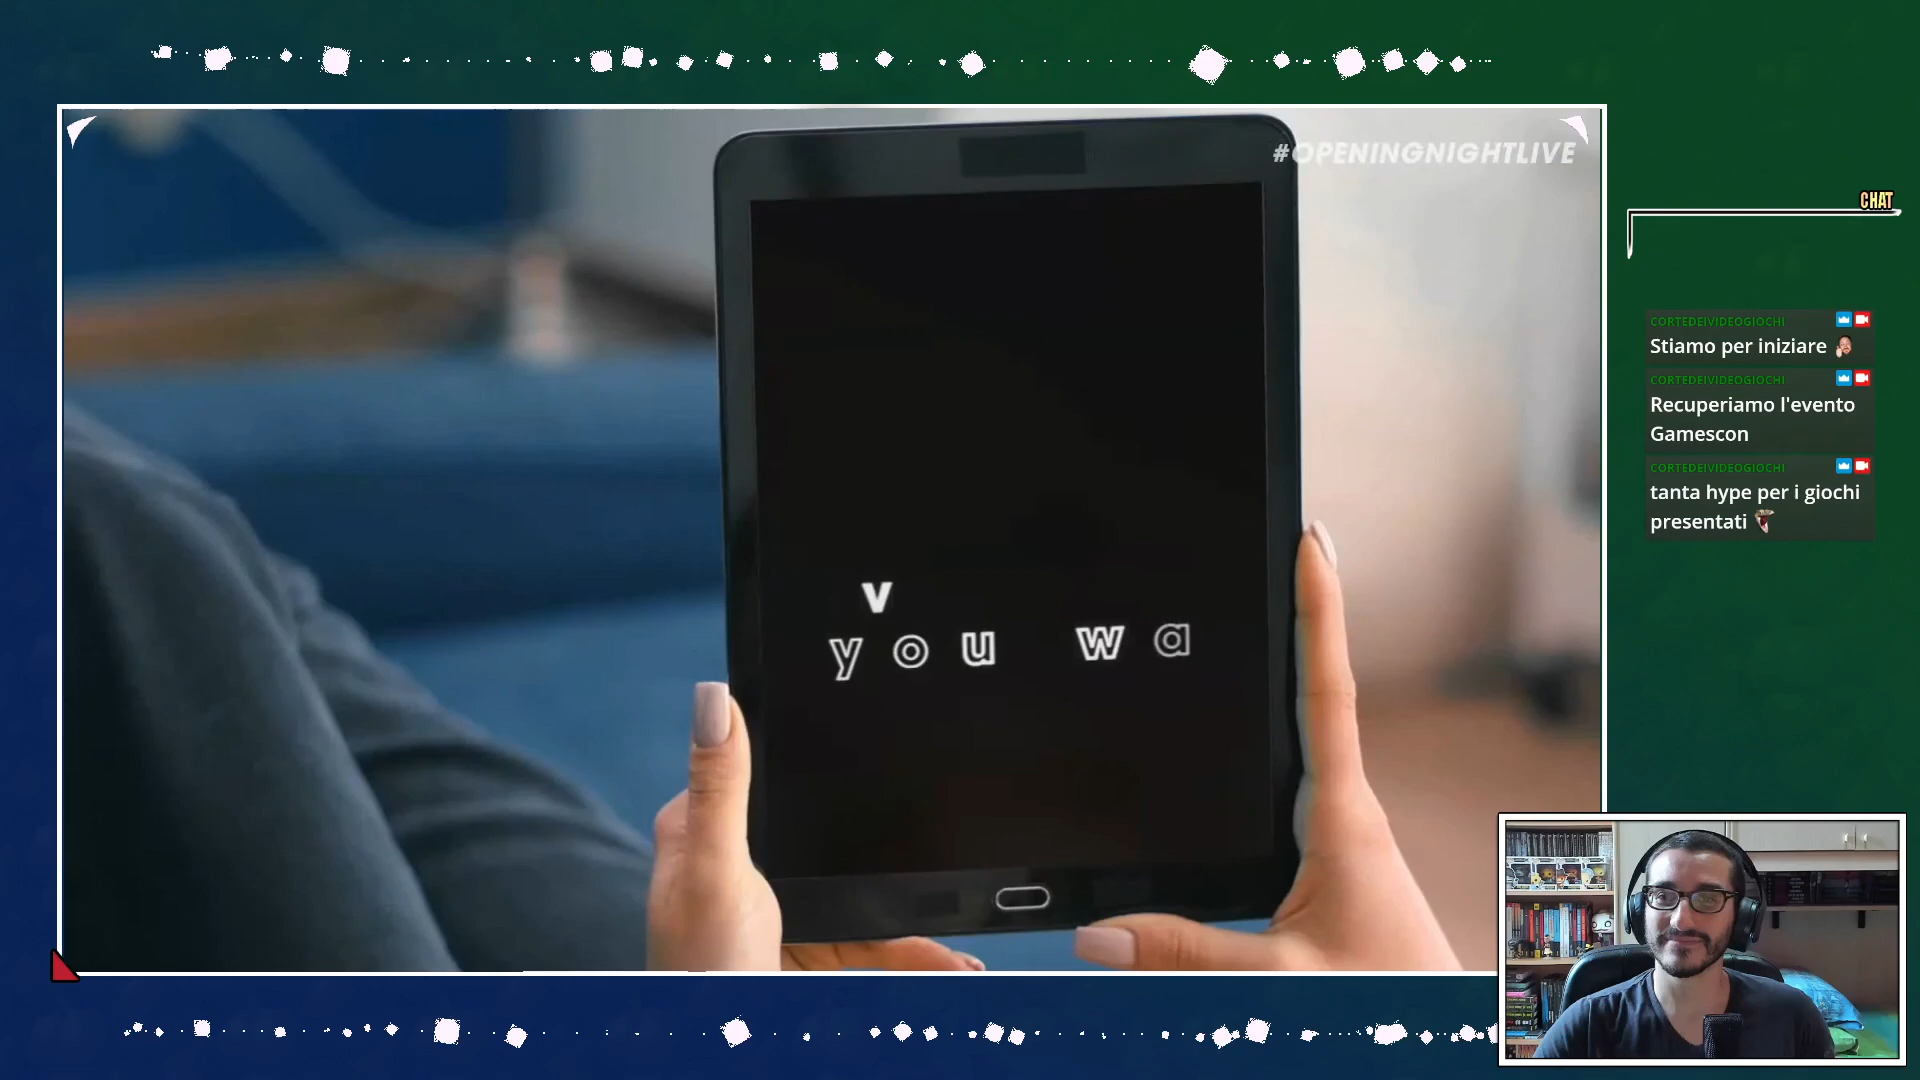 #OPENINGNIGHTLIVE
v
you wa
CHAT
CORTEDEIVIDEOGIOCHI
Stiamo per iniziare
CORTEDEIVIDEOGIOCHI
Recuperiamo l'evento
Gamescon
CORTEDEIVIDEOGIOCHI
tanta hype per i giochi
presentati